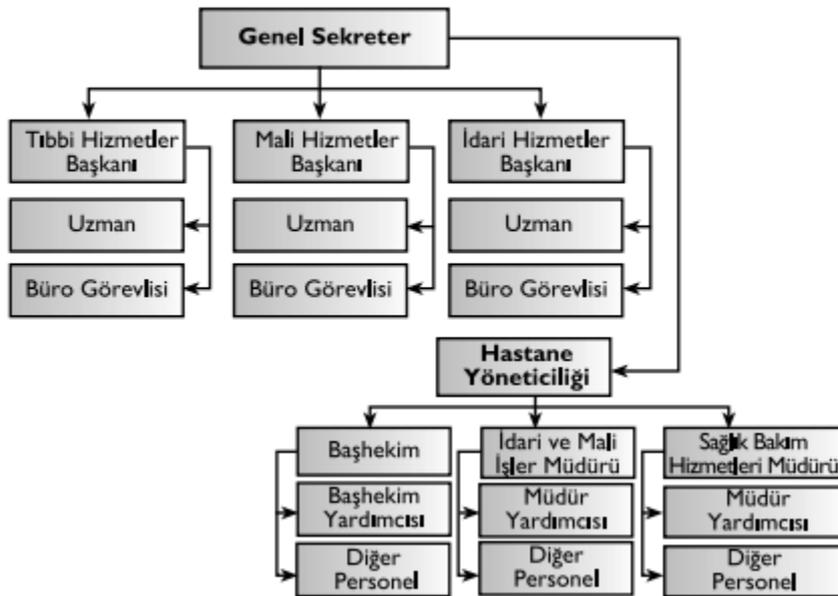 Genel Sekreter
Tıbbi Hizmetler
Başkanı
Mali Hizmetler
Başkanı
İdari Hizmetler
Başkanı
Uzman
Uzman
Uzman
Büro Görevlisi
Büro Görevlisi
Büro Görevlisi
Hastane
Yöneticiliği
Başhekim
İdari ve Mali
İşler Müdürü
Sağlık Bakım
Hizmetleri Müdürü
Başhekim
Yardımcısı
Müdür
Yardımcısı
Müdür
Yardımcısı
Diğer
Personel
Diğer
Personel
Diğer
Personel